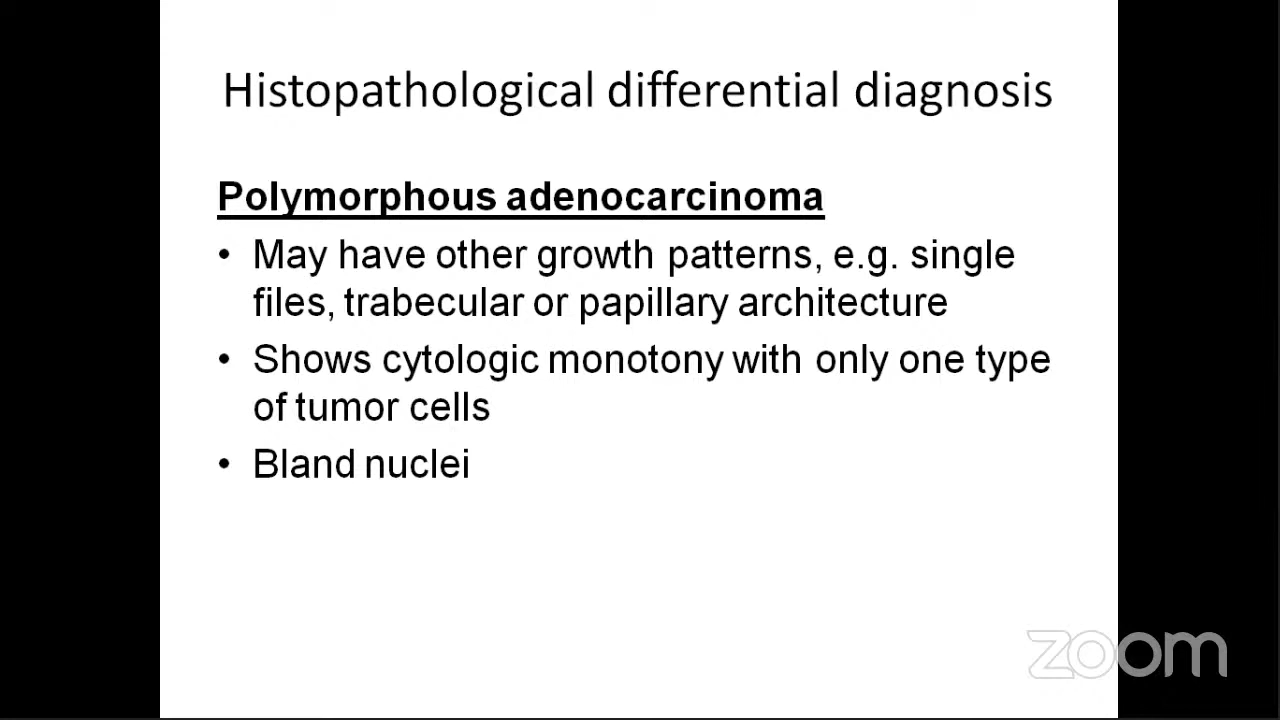 Histopathological differential diagnosis
Polymorphous adenocarcinoma
• May have other growth patterns, e.g. single
files, trabecular or papillary architecture
• Shows cytologic monotony with only one type
of tumor cells
• Bland nuclei
zoom